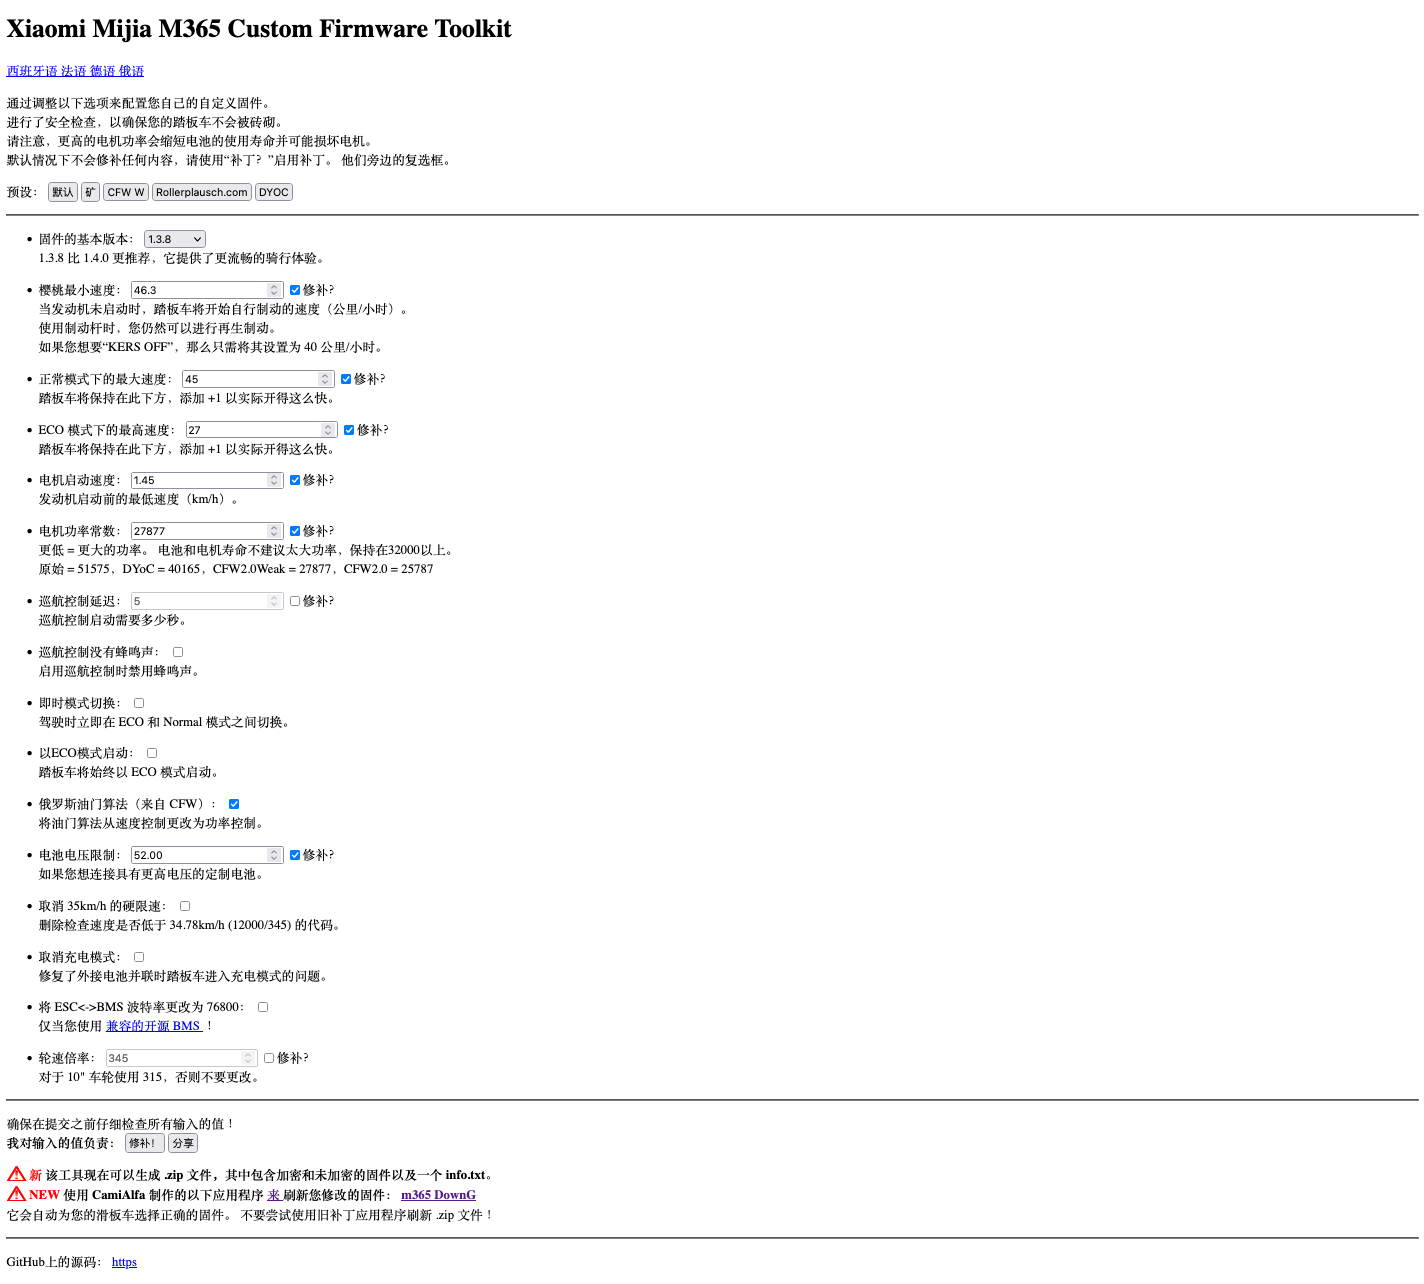 Xiaomi Mijia M365 Custom Firmware Toolkit
西班牙语 法语 德语 俄语
通过调整以下选项来配置您自己的自定义固件。
进行了安全检查，以确保您的踏板车不会被砖砌。
请注意，更高的电机功率会缩短电池的使用寿命并可能损坏电机。
默认情况下不会修补任何内容，请使用“补丁？”启用补丁。 他们旁边的复选框。
预设： 默认 矿 CFW W Rollerplausch.com DYOC
固件的基本版本： 1.3.8
1.3.8 比 1.4.0 更推荐，它提供了更流畅的骑行体验。
樱桃最小速度： 46.3 修补?
当发动机未启动时，踏板车将开始自行制动的速度（公里/小时）。
使用制动杆时，您仍然可以进行再生制动。
如果您想要“KERS OFF”，那么只需将其设置为 40 公里/小时。
正常模式下的最大速度： 45 修补?
踏板车将保持在此下方，添加 +1 以实际开得这么快。
ECO 模式下的最高速度： 27 修补?
踏板车将保持在此下方，添加 +1 以实际开得这么快。
电机启动速度： 1.45 修补?
发动机启动前的最低速度（km/h）。
电机功率常数： 27877 修补?
更低 = 更大的功率。 电池和电机寿命不建议太大功率，保持在32000以上。
原始 = 51575，DYoC = 40165，CFW2.0Weak = 27877，CFW2.0 = 25787
巡航控制延迟： 5 修补?
巡航控制启动需要多少秒。
巡航控制没有蜂鸣声：
启用巡航控制时禁用蜂鸣声。
即时模式切换：
驾驶时立即在 ECO 和 Normal 模式之间切换。
以ECO模式启动：
踏板车将始终以 ECO 模式启动。
俄罗斯油门算法（来自 CFW）：
将油门算法从速度控制更改为功率控制。
电池电压限制： 52.00 修补?
如果您想连接具有更高电压的定制电池。
取消 35km/h 的硬限速：
删除检查速度是否低于 34.78km/h (12000/345) 的代码。
取消充电模式：
修复了外接电池并联时踏板车进入充电模式的问题。
将 ESC<->BMS 波特率更改为 76800：
仅当您使用 兼容的开源 BMS ！
轮速倍率： 345 修补?
对于 10" 车轮使用 315，否则不要更改。
确保在提交之前仔细检查所有输入的值！
我对输入的值负责： 修补！ 分享
新 该工具现在可以生成 .zip 文件，其中包含加密和未加密的固件以及一个 info.txt。
NEW 使用 CamiAlfa 制作的以下应用程序 来 刷新您修改的固件： m365 DownG
它会自动为您的滑板车选择正确的固件。 不要尝试使用旧补丁应用程序刷新 .zip 文件！
GitHub上的源码： https